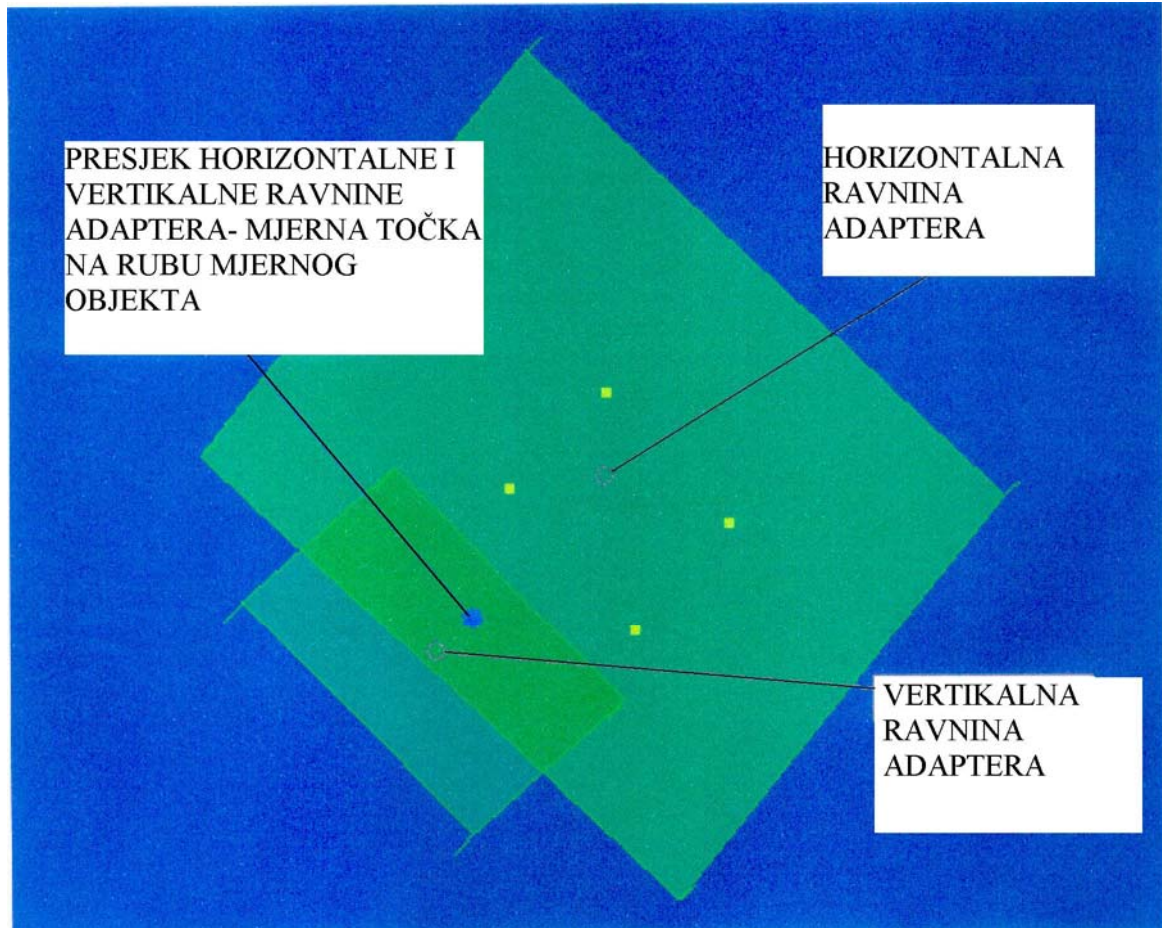 PRESJEK HORIZONTALNE I
VERTIKALNE RAVNINE
ADAPTERA- MJERNA TOČKA
NA RUBU MJERNOG
OBJEKTA
HORIZONTALNA
RAVNINA
ADAPTERA
VERTIKALNA
RAVNINA
ADAPTERA